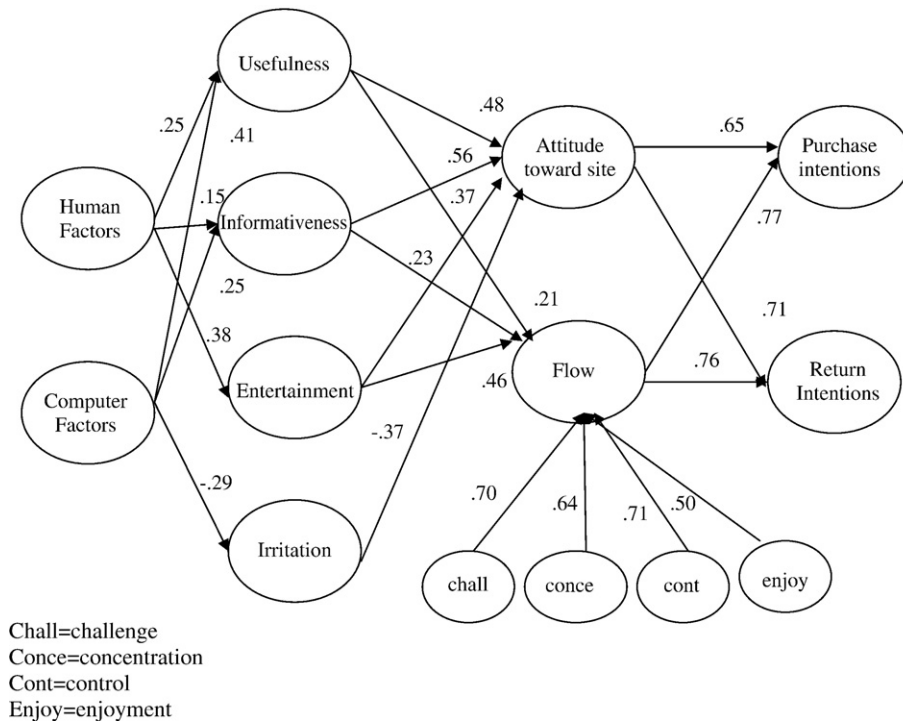 Usefulness
.48
.25
.41
Attitude
toward site
.65
Purchase
intentions
.56
Human
Factors
.15
Informativeness
.37
.77
.23
.25
.21
.71
.38
Flow
.76
Return
Intentions
Computer
Factors
Entertainment
.46
-.37
-.29
.70
.64
.71
.50
Irritation
chall
conce
cont
enjoy
Chall=challenge
Conce=concentration
Cont=control
Enjoy=enjoyment